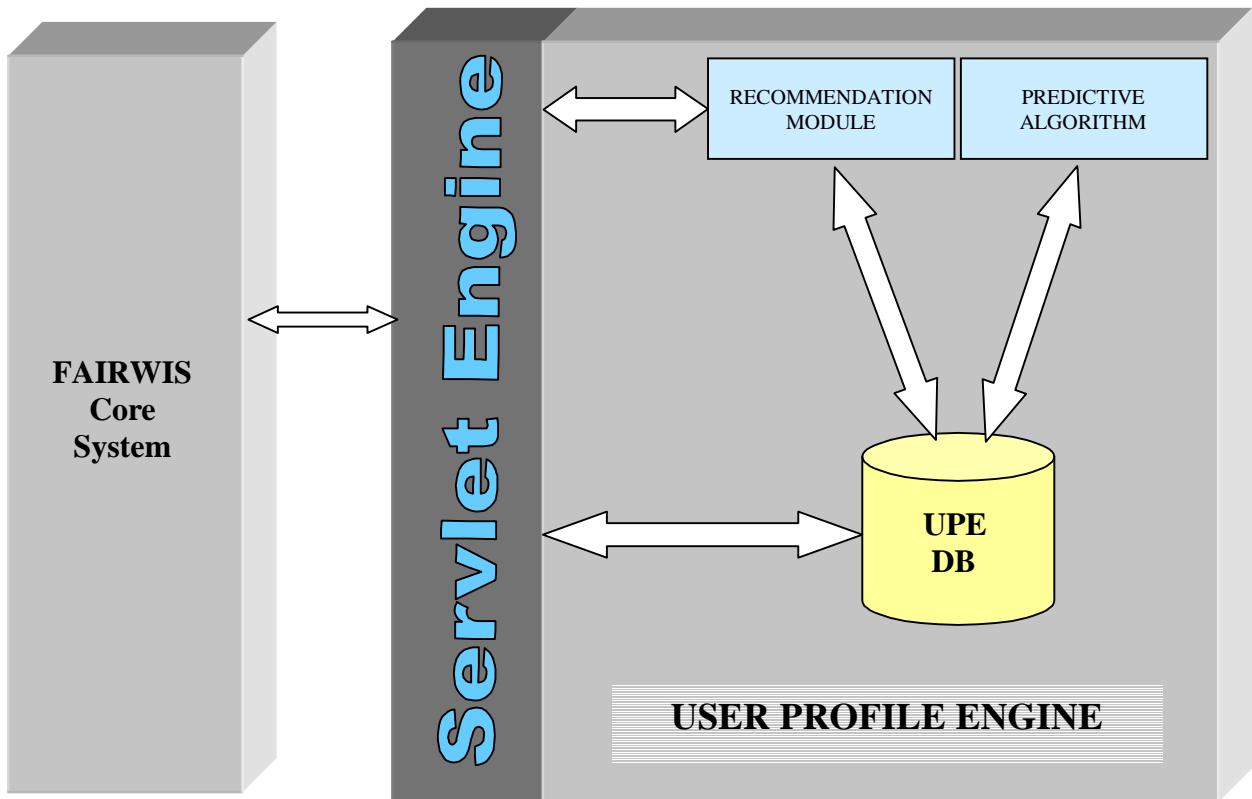 FAIRWIS
Core
System
Servlet Engine
RECOMMENDATION
MODULE
PREDICTIVE
ALGORITHM
UPE
DB
USER PROFILE ENGINE